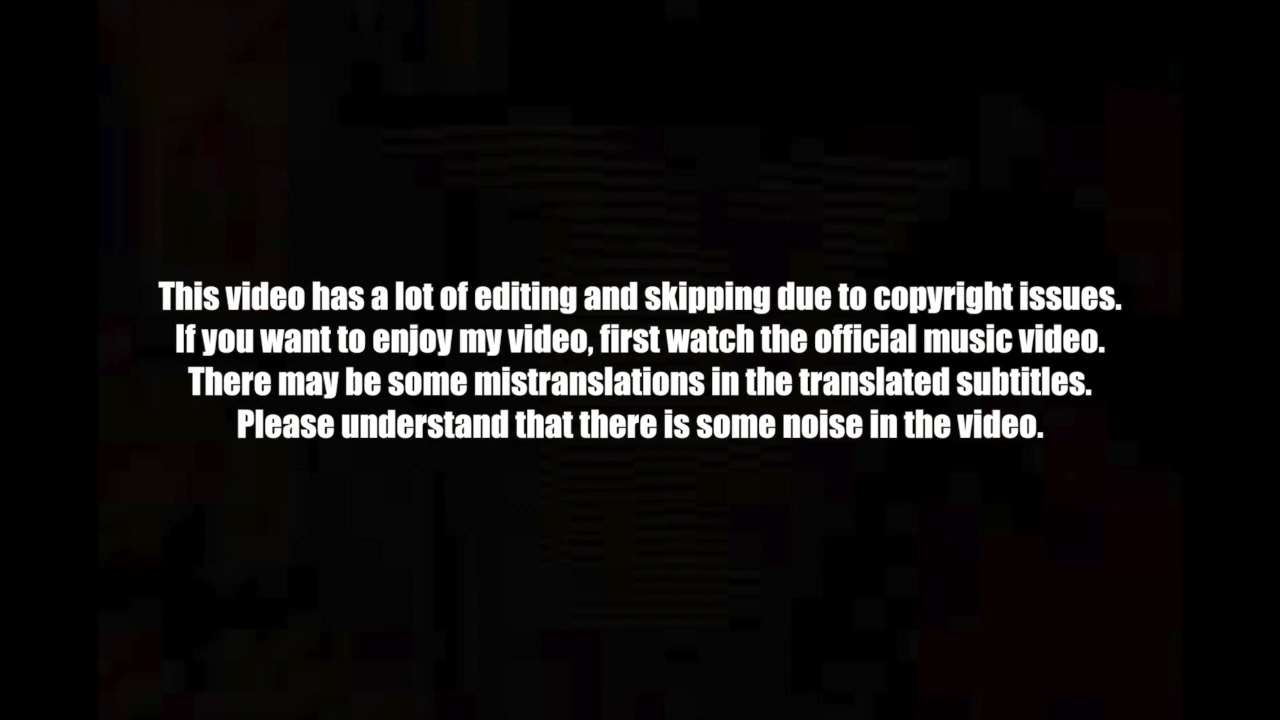 This video has a lot of editing and skipping due to copyright issues.
If you want to enjoy my video, first watch the official music video.
There may be some mistranslations in the translated subtitles.
Please understand that there is some noise in the video.